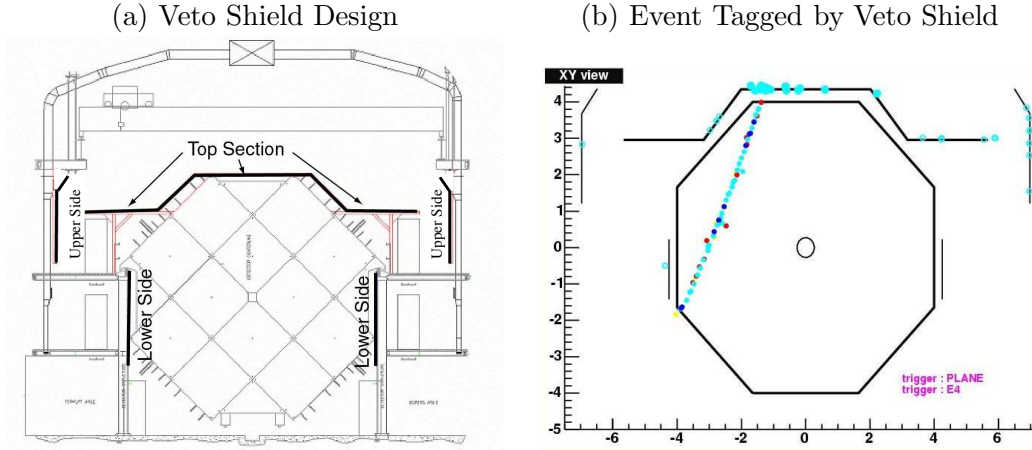 (a) Veto Shield Design
(b) Event Tagged by Veto Shield
Top Section
Upper Side
Upper Side
Lower Side
Lower Side
XY view
4
3
2
1
0
-1
-2
-3
-4
-5
-6
-4
-2
0
2
4
6
trigger : PLANE
trigger : E4